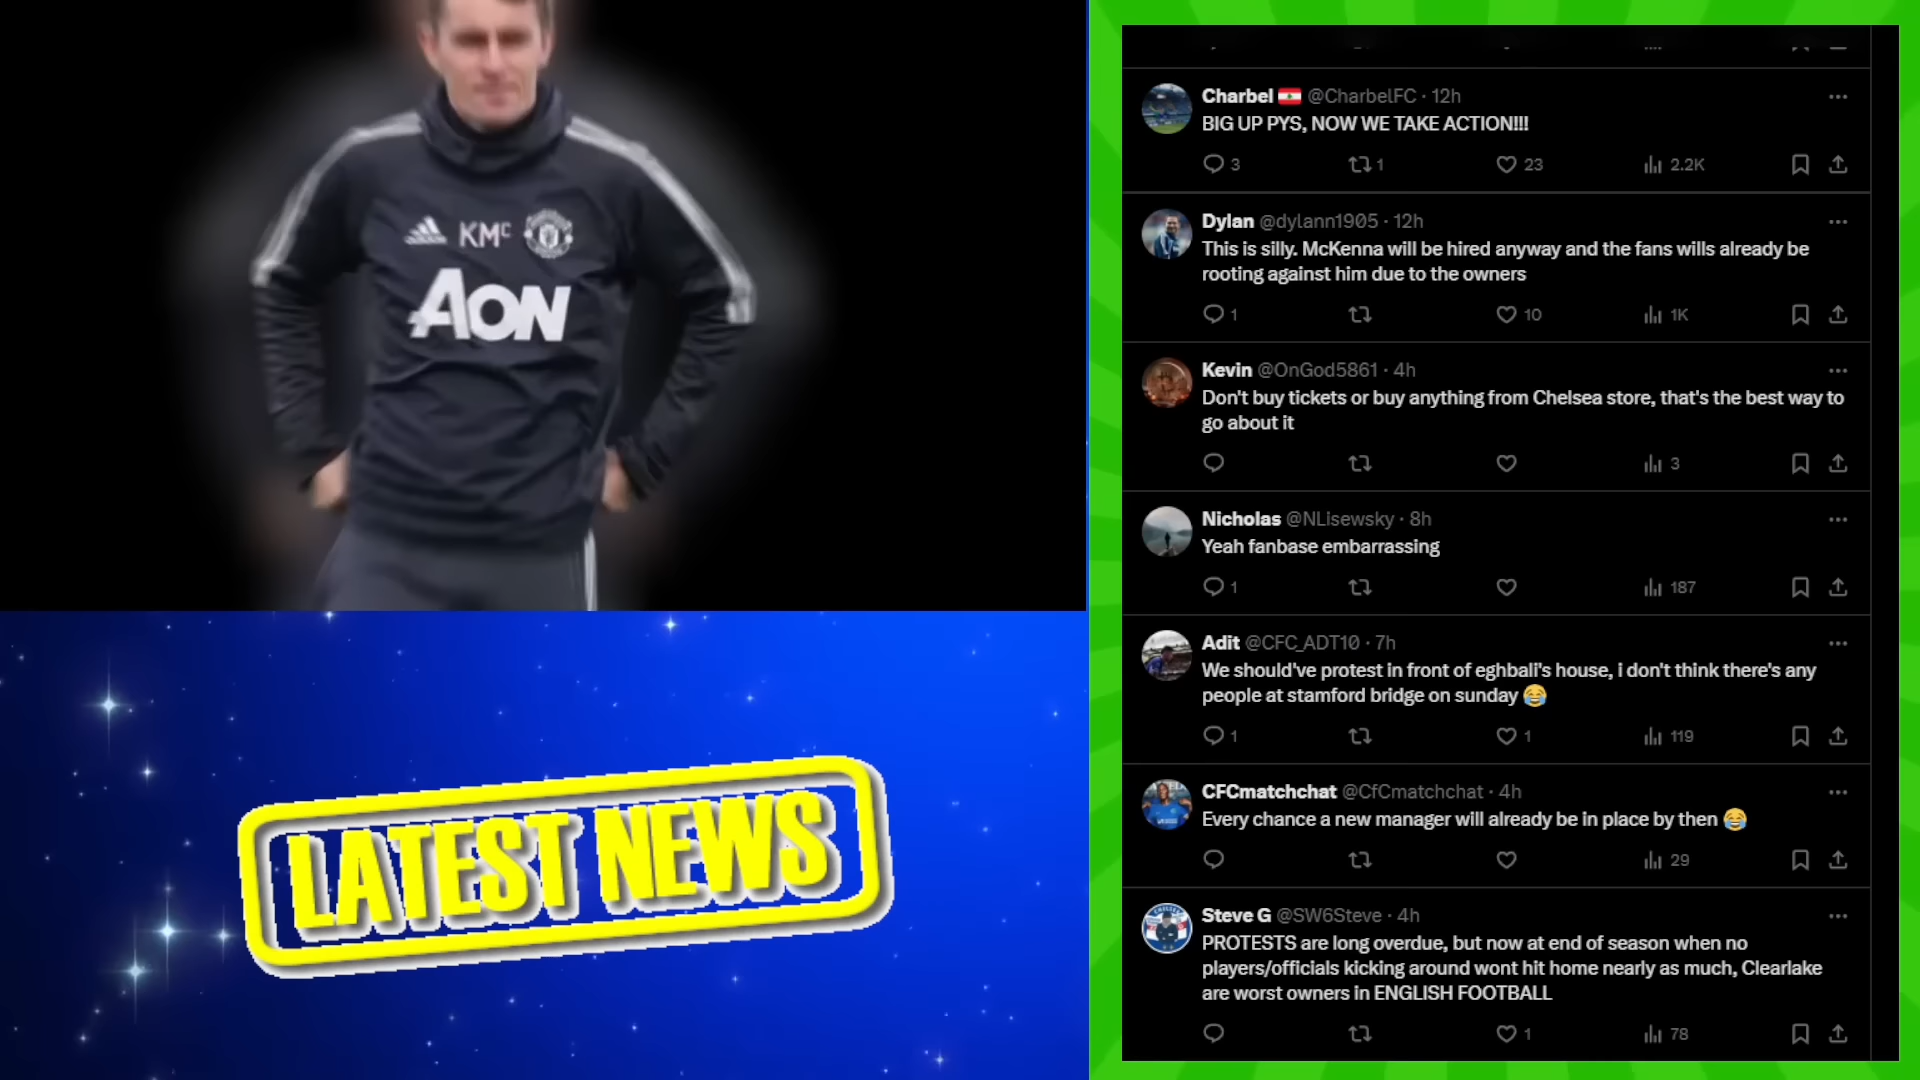 KMC
AON
LATEST NEWS
Charbel 🇱🇧 @CharbelFC · 12h
BIG UP PYS, NOW WE TAKE ACTION!!!
3 1 23 2.2K
Dylan @dylann1905 · 12h
This is silly. McKenna will be hired anyway and the fans wills already be
rooting against him due to the owners
1 10 1K
Kevin @OnGod5861 · 4h
Don't buy tickets or buy anything from Chelsea store, that's the best way to
go about it
3
Nicholas @NLisewsky · 8h
Yeah fanbase embarrassing
1 187
Adit @CFC_ADT10 · 7h
We should've protest in front of eghbali's house, i don't think there's any
people at stamford bridge on sunday 😂
1 1 119
CFCmatchchat @CfCmatchchat · 4h
Every chance a new manager will already be in place by then 😂
29
Steve G @SW6Steve · 4h
PROTESTS are long overdue, but now at end of season when no
players/officials kicking around wont hit home nearly as much, Clearlake
are worst owners in ENGLISH FOOTBALL
1 78